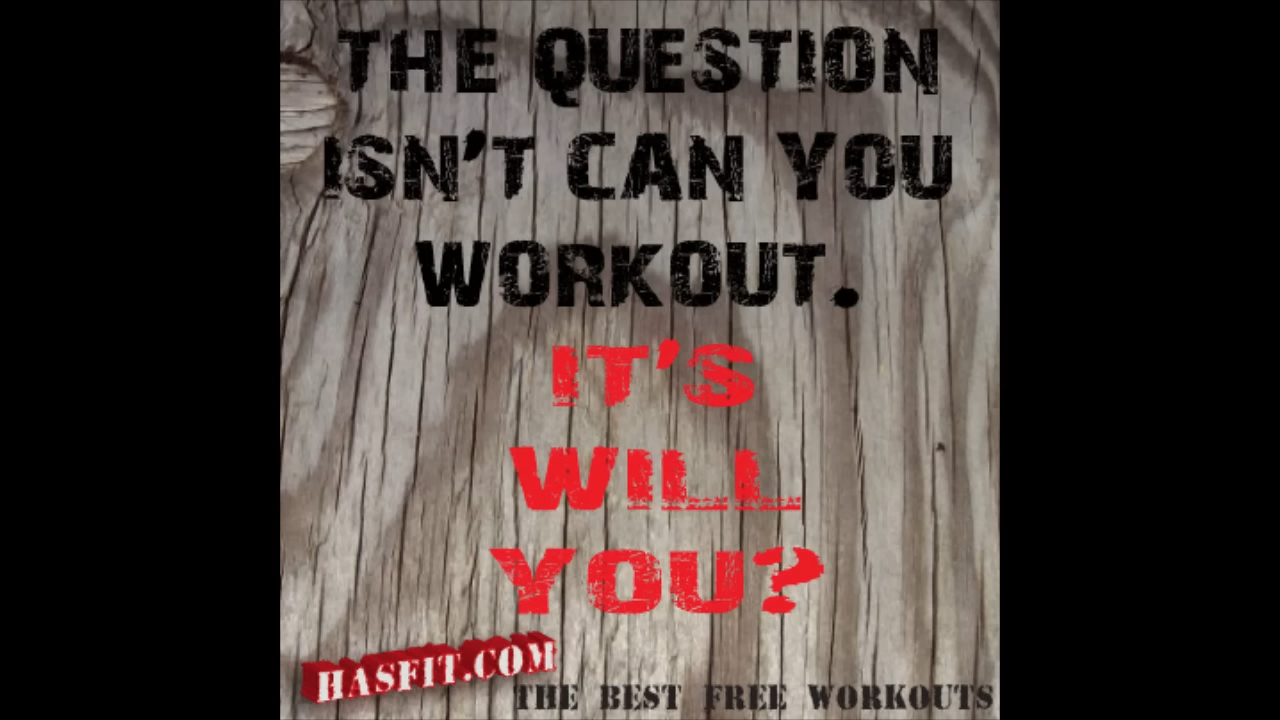 THE QUESTION
ISN'T CAN YOU
WORKOUT.
IT'S
WILL
YOU?
HASFIT.COM
THE BEST FREE WORKOUTS